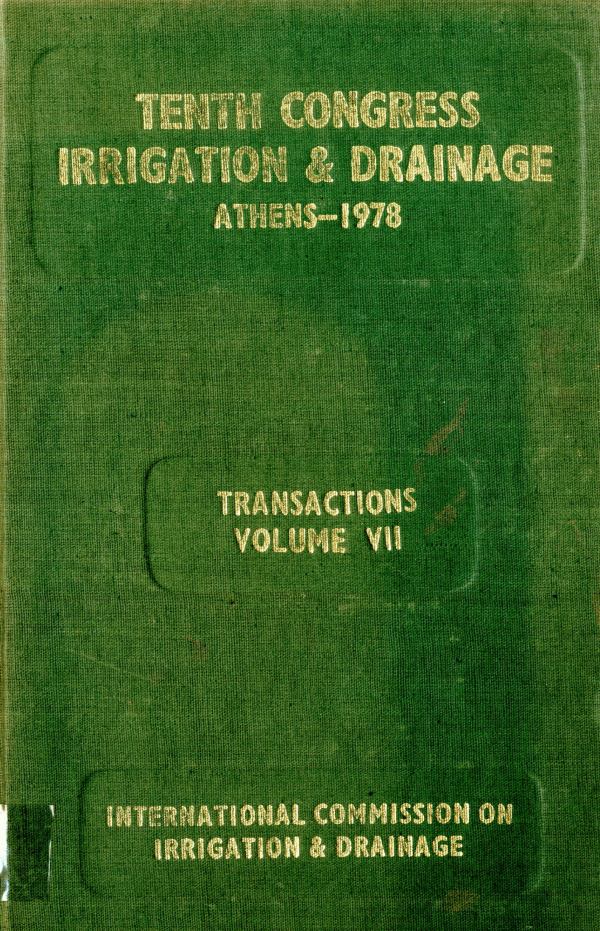 TENTH CONGRESS
IRRIGATION & DRAINAGE
ATHENS–1978
TRANSACTIONS
VOLUME VII
INTERNATIONAL COMMISSION ON
IRRIGATION & DRAINAGE